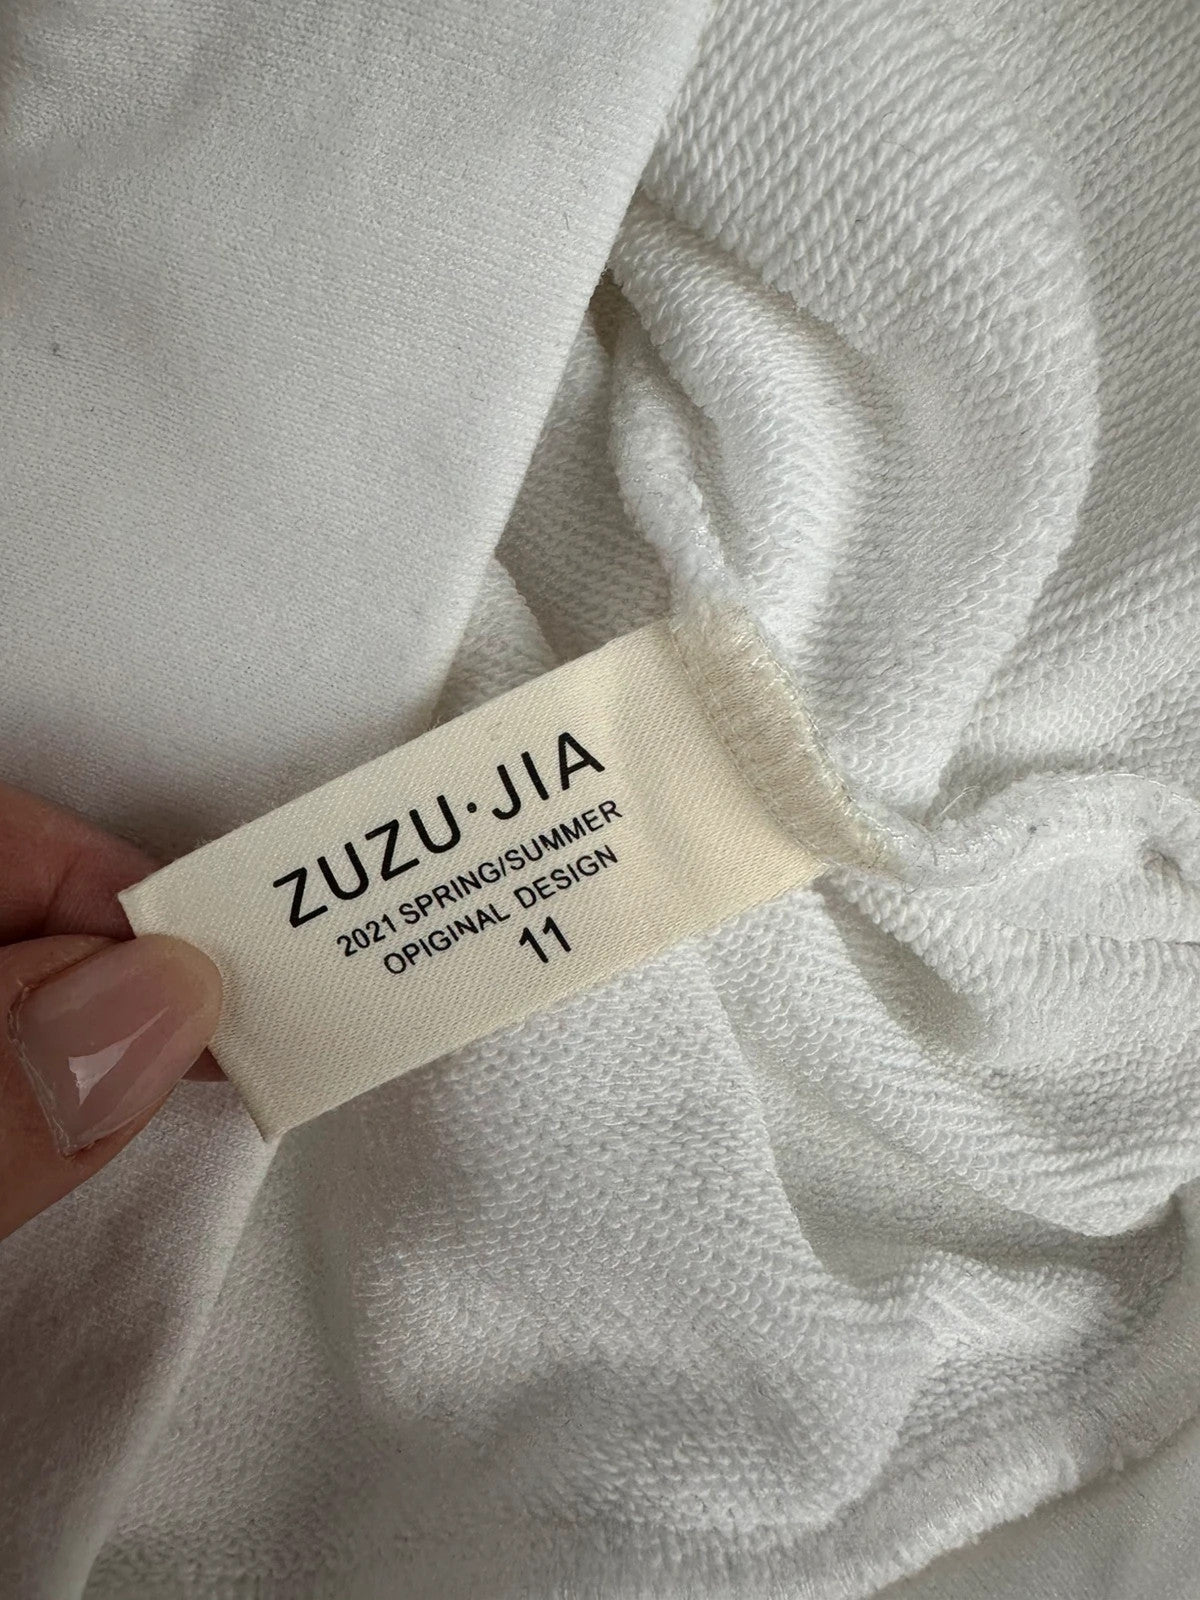 ZUZU·JIA
2021 SPRING/SUMMER
OPIGINAL DESIGN
11